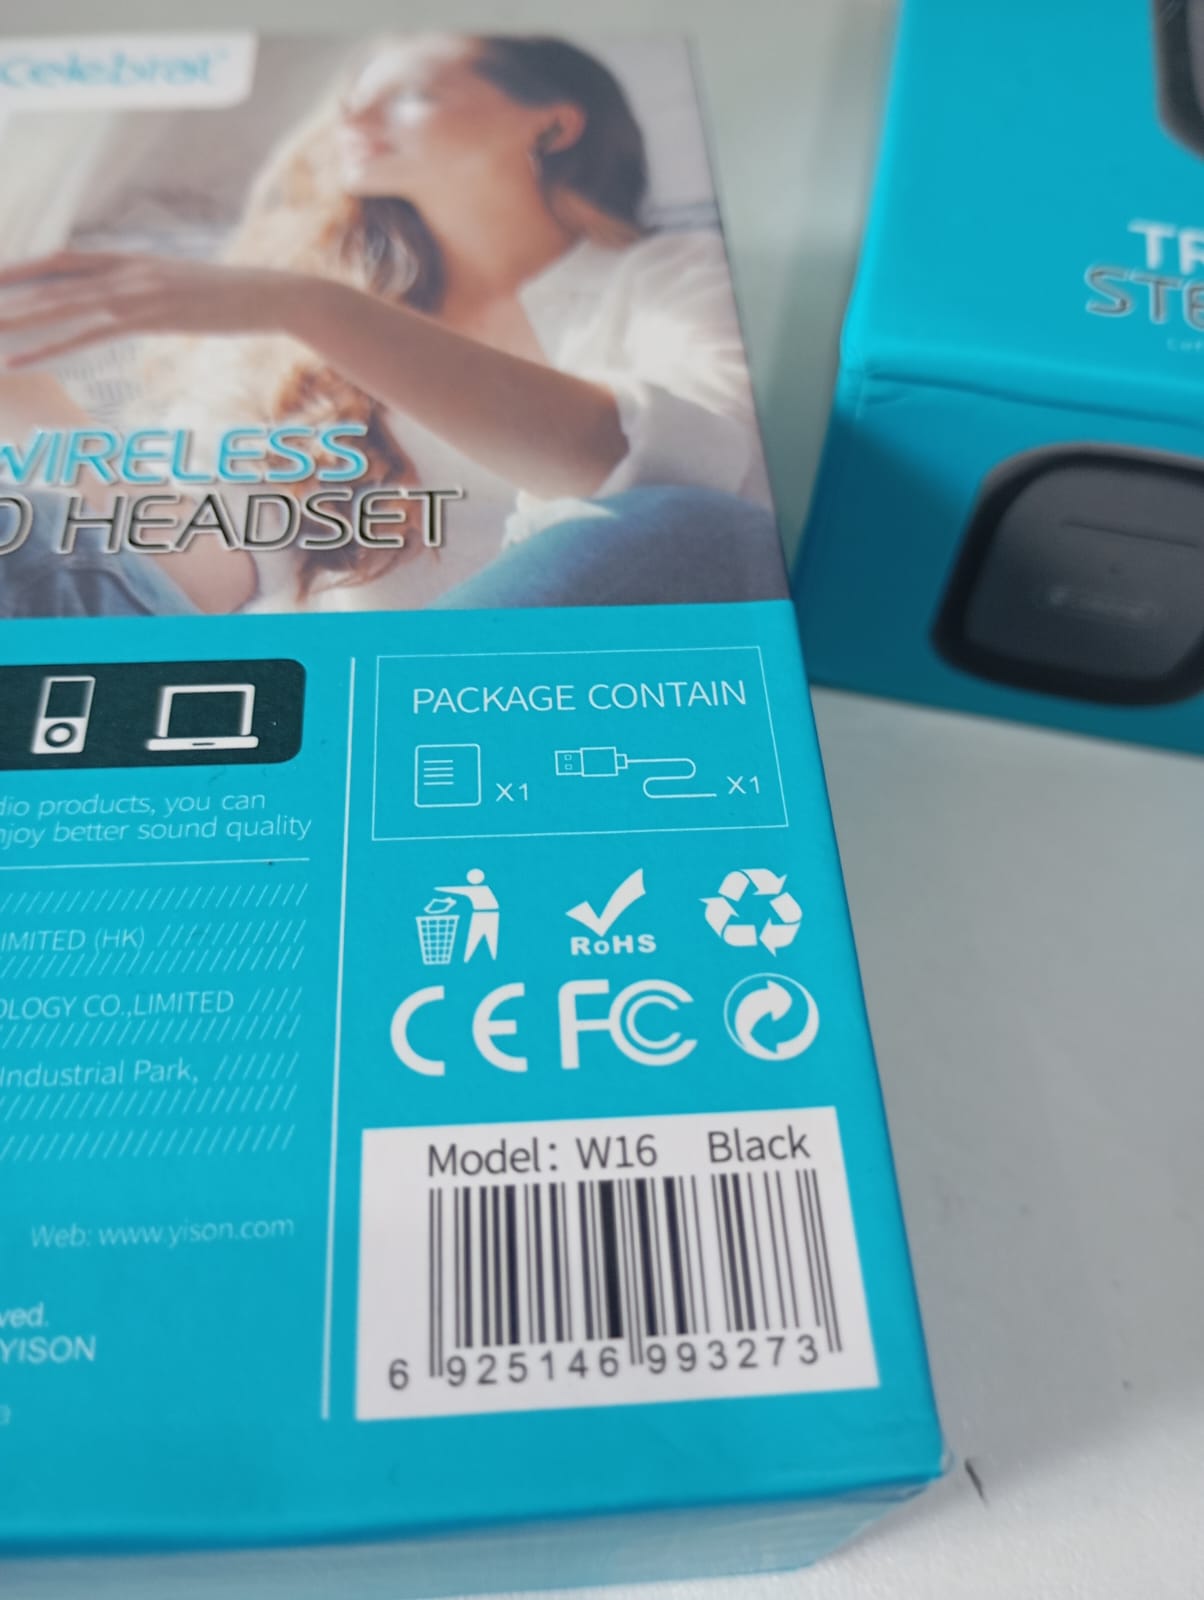 celebrat
WIRELESS
O HEADSET
TR
STE
PACKAGE CONTAIN
X1
X1
dio products, you can
njoy better sound quality
IMITED (HK)
OLOGY CO.,LIMITED
Industrial Park,
RoHS
CE FC
Model: W16 Black
Web: www.yison.com
6 925146 993273
ved.
YISON